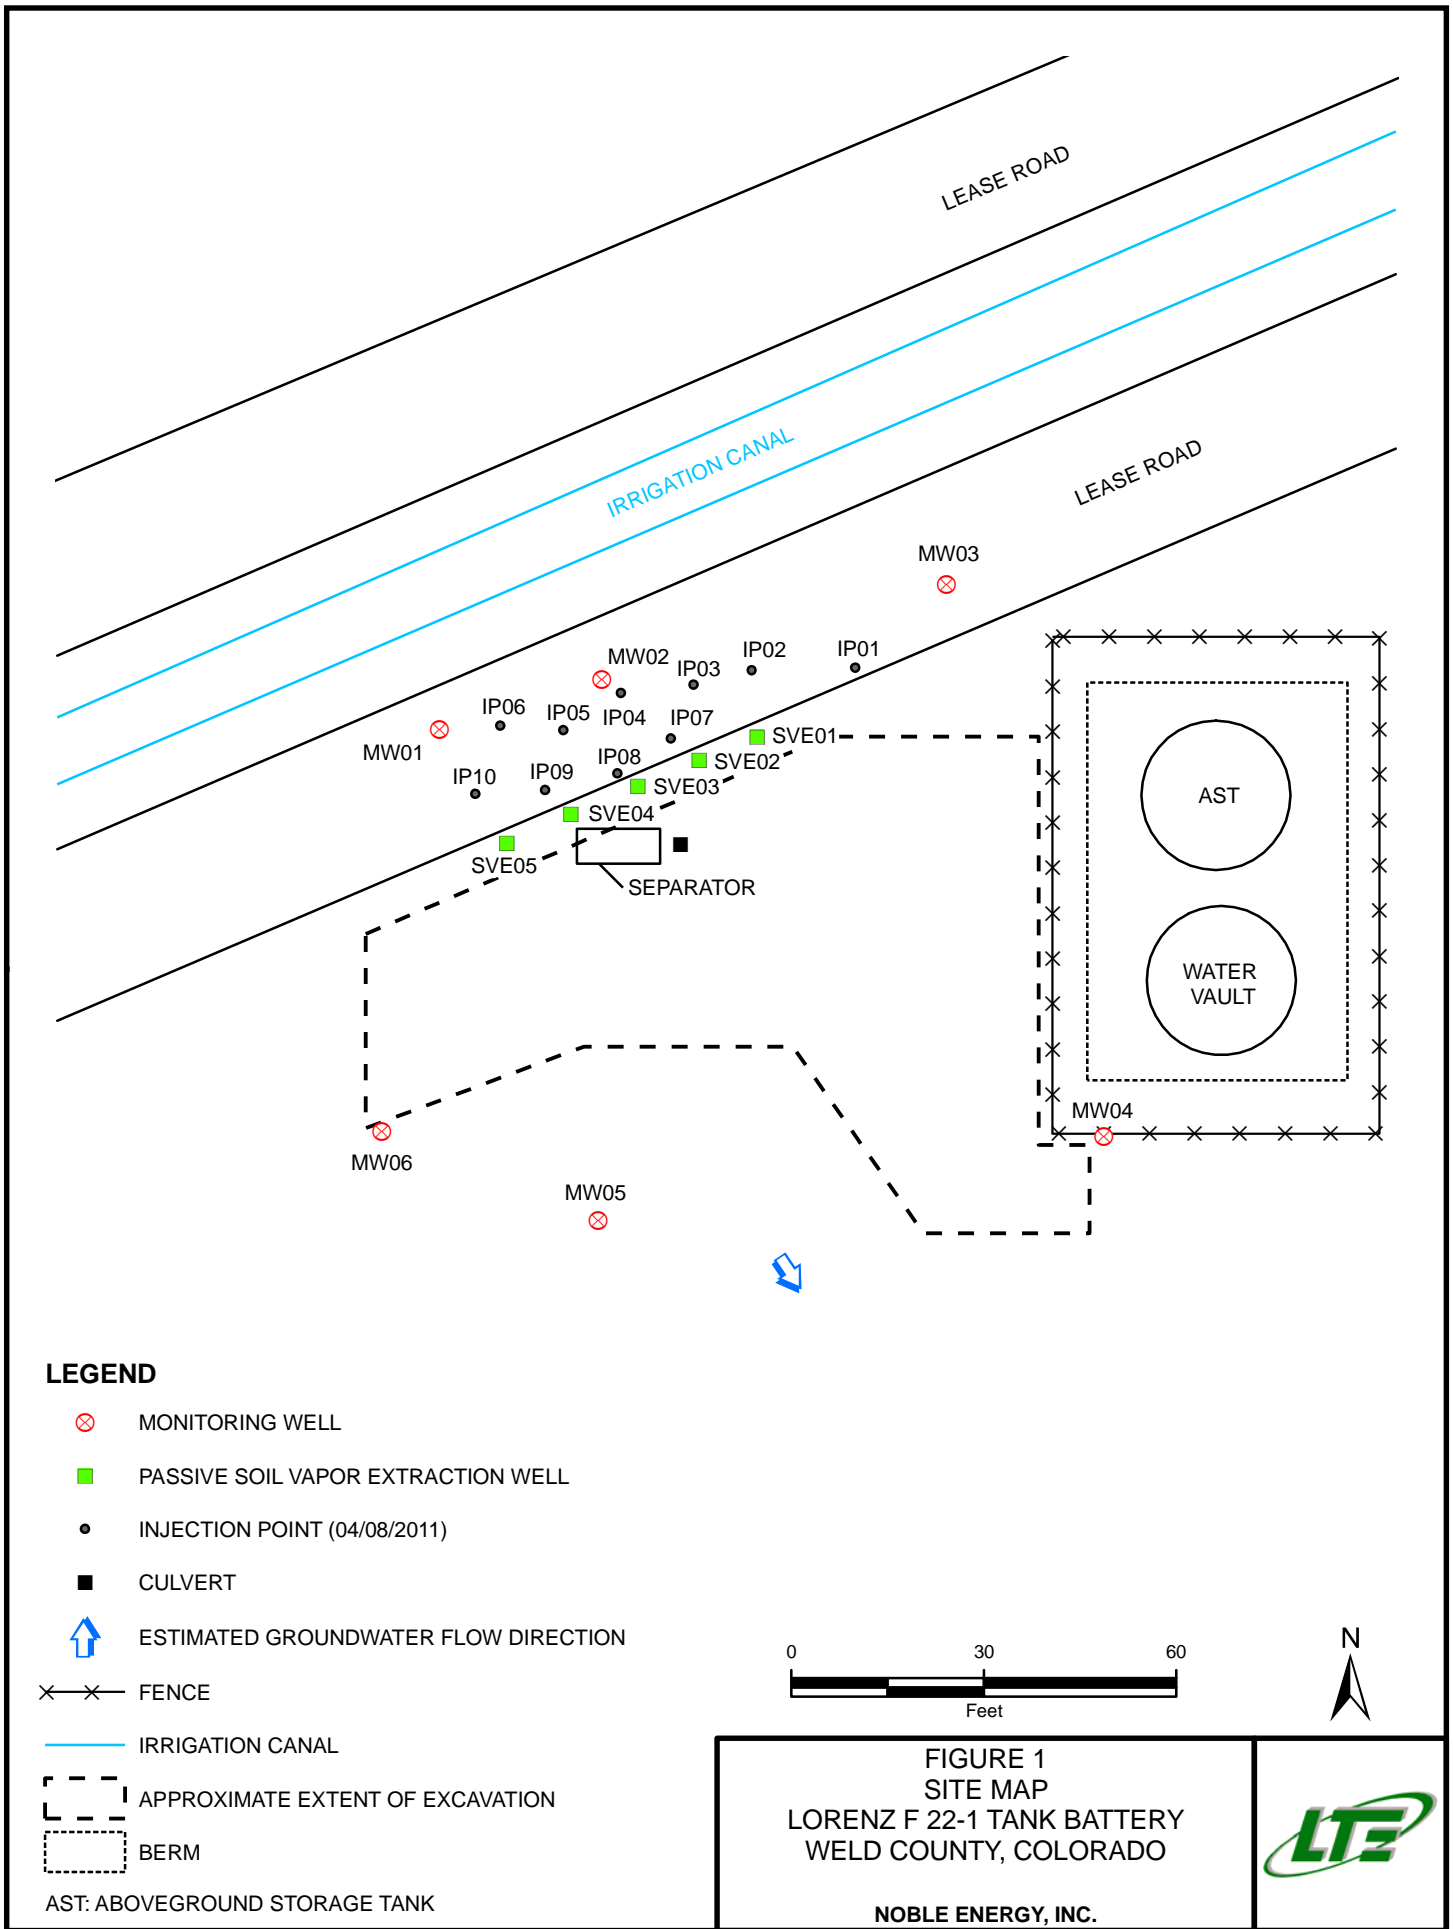 LEASE ROAD
IRRIGATION CANAL
LEASE ROAD
MW03
MW02
IP03
IP02
IP01
IP06
IP05
IP04
IP07
MW01
SVE01
SVE02
IP10
IP09
IP08
SVE03
SVE04
SVE05
SEPARATOR
AST
WATER
VAULT
MW04
MW06
MW05
LEGEND
MONITORING WELL
PASSIVE SOIL VAPOR EXTRACTION WELL
INJECTION POINT (04/08/2011)
CULVERT
ESTIMATED GROUNDWATER FLOW DIRECTION
FENCE
IRRIGATION CANAL
APPROXIMATE EXTENT OF EXCAVATION
BERM
AST: ABOVEGROUND STORAGE TANK
0 30 60
Feet
N
FIGURE 1
SITE MAP
LORENZ F 22-1 TANK BATTERY
WELD COUNTY, COLORADO
NOBLE ENERGY, INC.
LTE